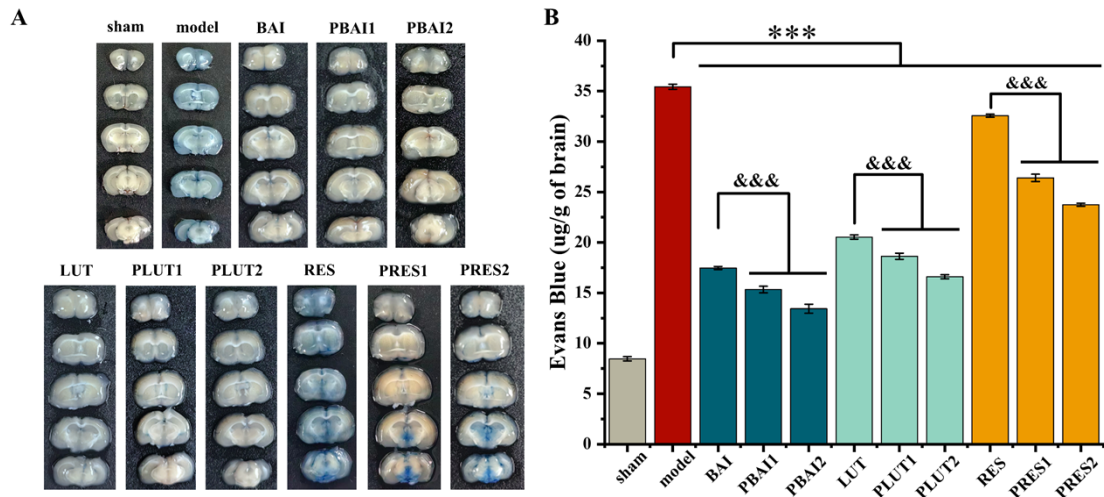 A
sham model BAI PBAI1 PBAI2
LUT PLUT1 PLUT2 RES PRES1 PRES2
B
Evans Blue (ug/g of brain)
40
35
30
25
20
15
10
5
0
***
&&&
&&&
&&&
sham model BAI PBAI1 PBAI2 LUT PLUT1 PLUT2 RES PRES1 PRES2